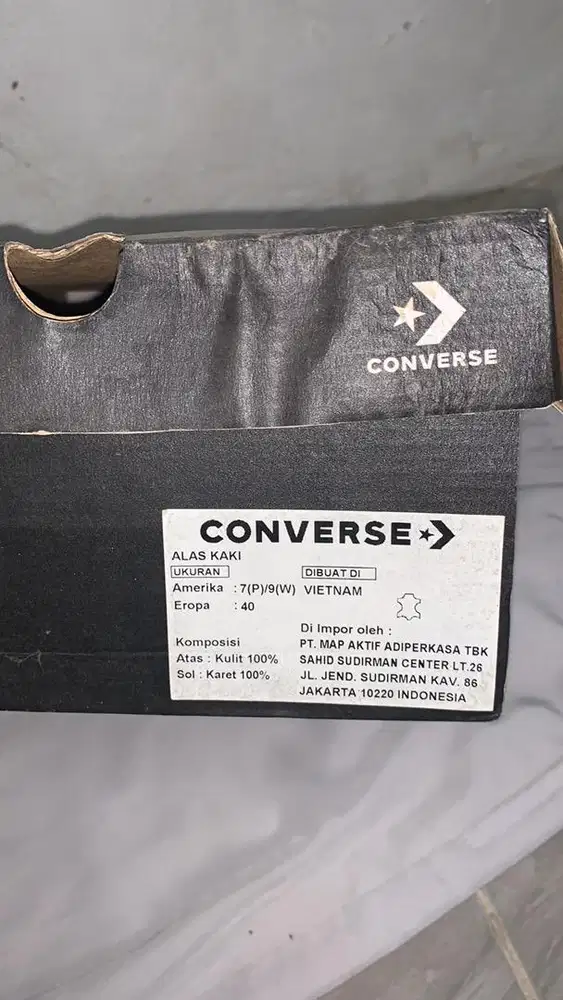 CONVERSE
CONVERSE
ALAS KAKI
UKURAN DIBUAT DI
Amerika : 7(P)/9(W) VIETNAM
Eropa : 40
Di Impor oleh :
Komposisi PT. MAP AKTIF ADIPERKASA TBK
Atas : Kulit 100% SAHID SUDIRMAN CENTER LT.26
Sol : Karet 100% JL. JEND. SUDIRMAN KAV. 86
JAKARTA 10220 INDONESIA